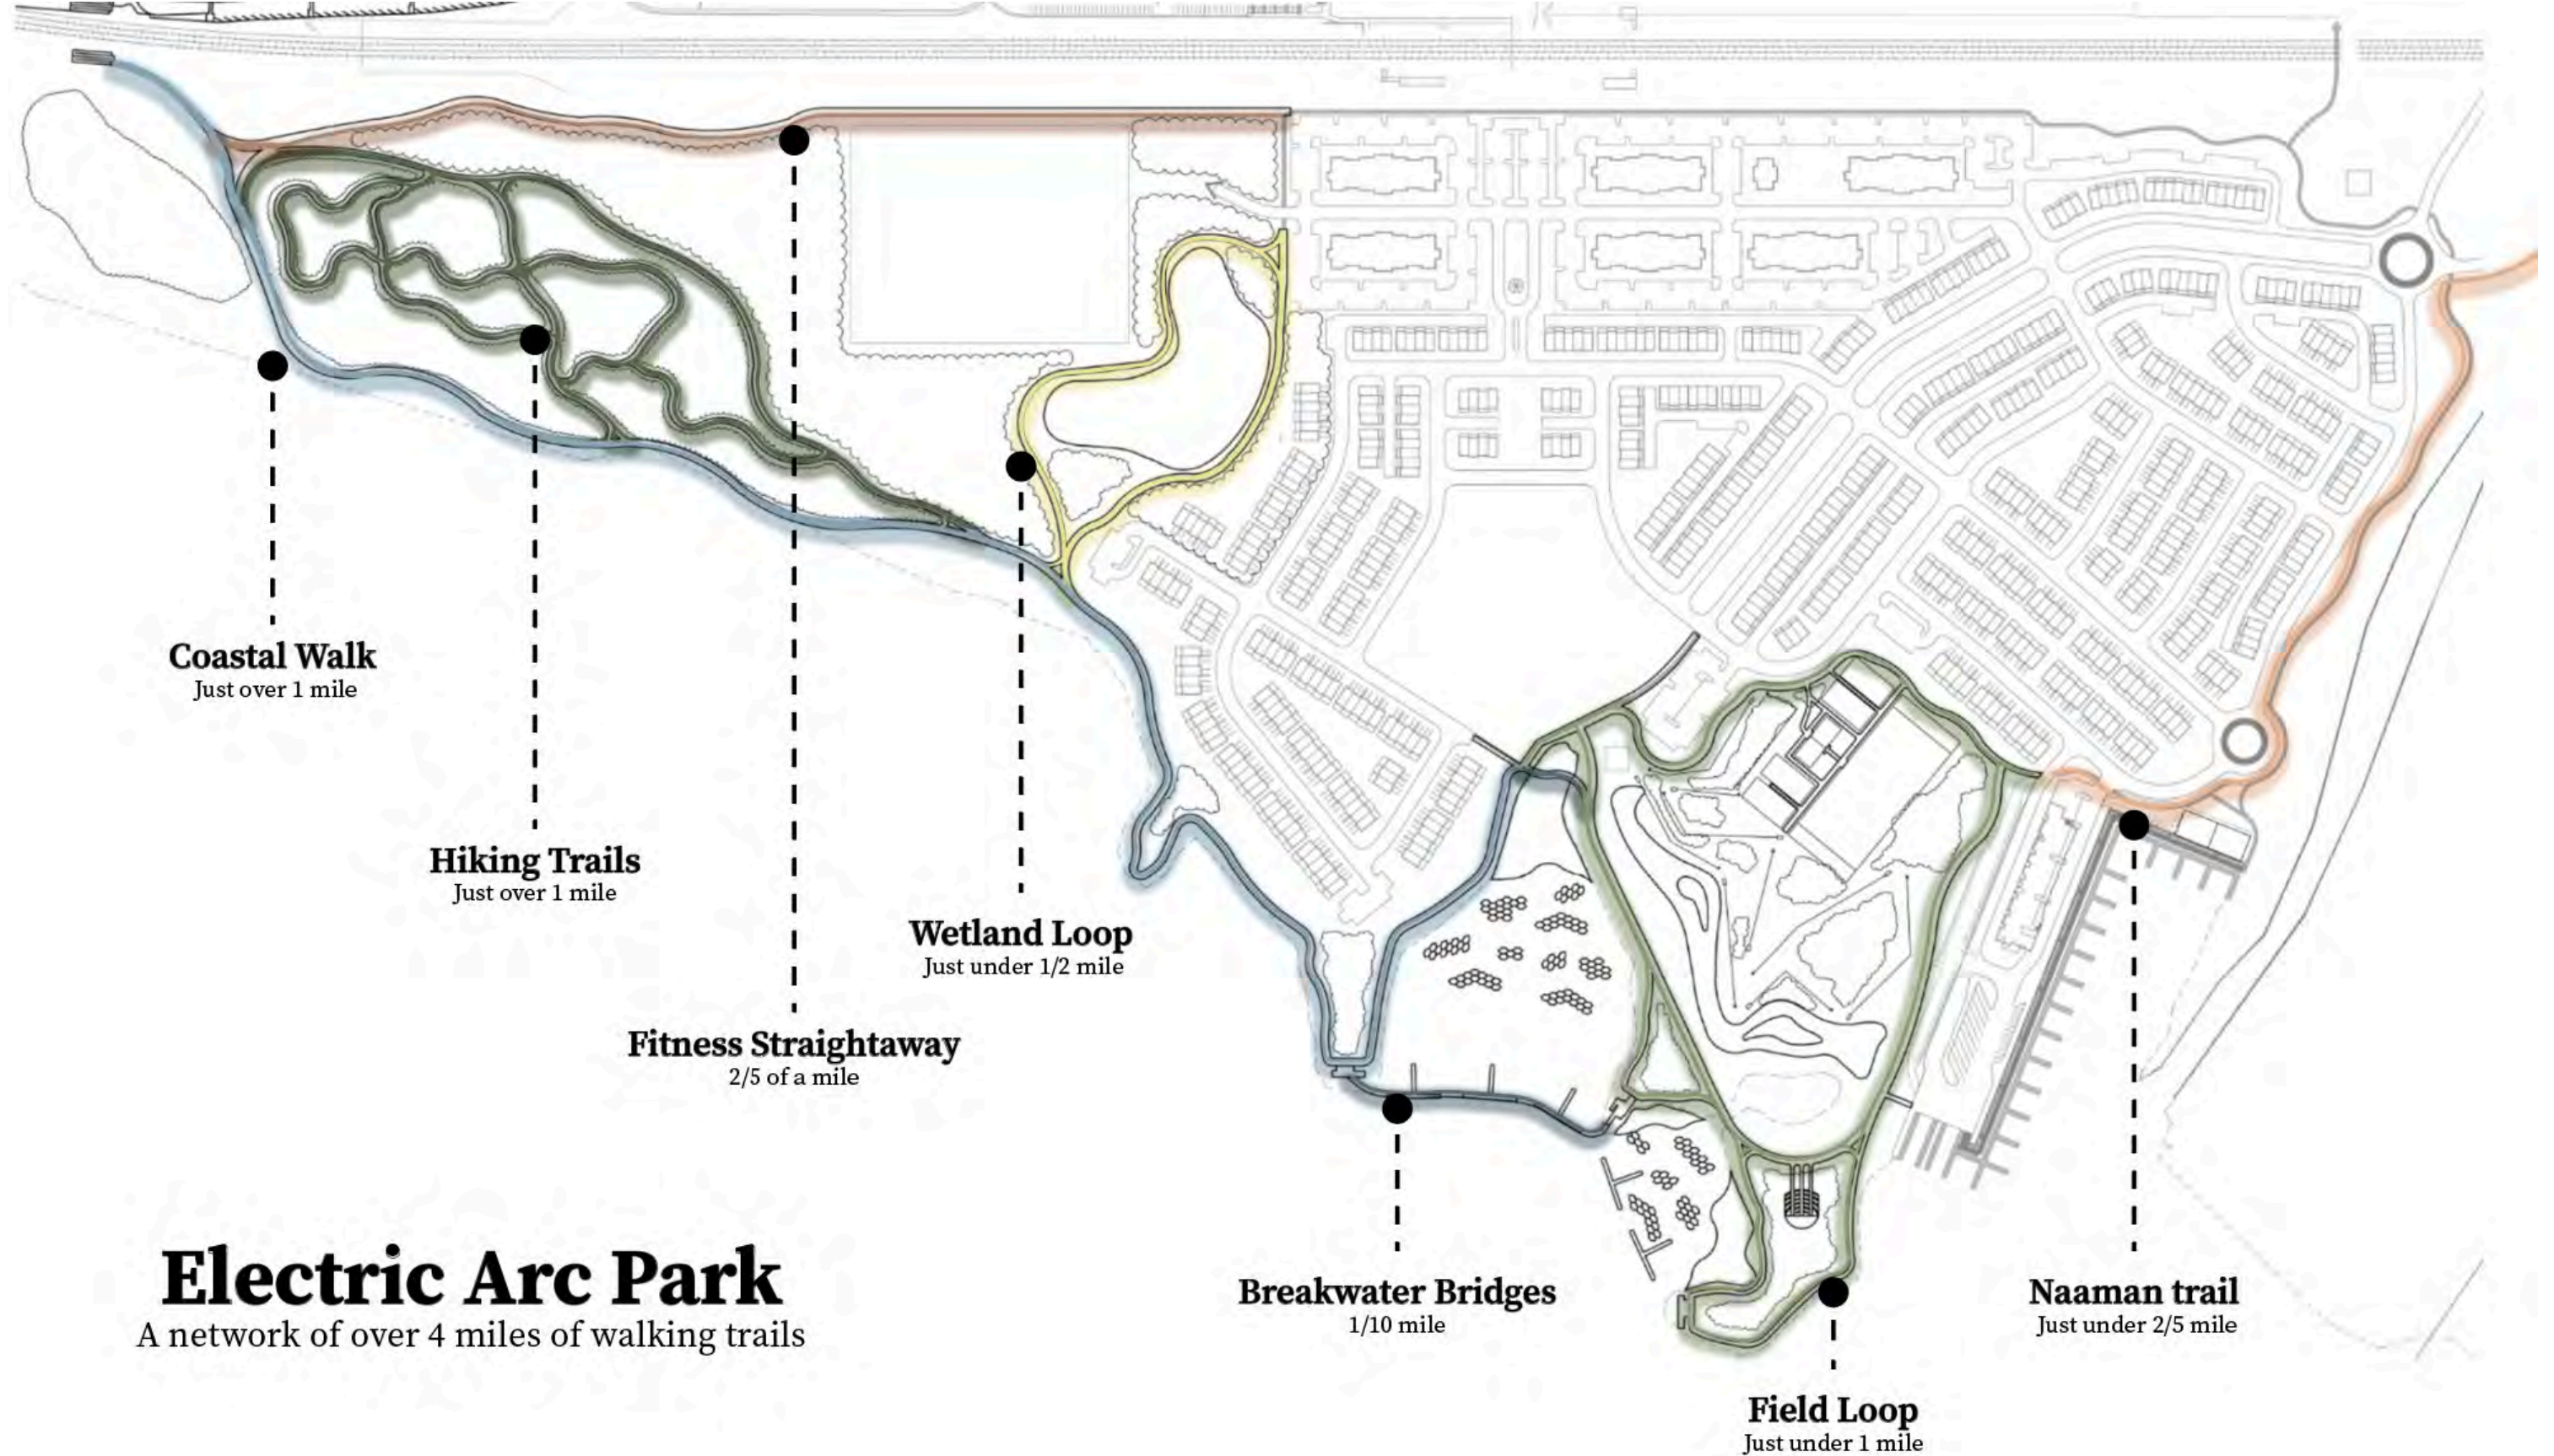 Coastal Walk
Just over 1 mile
Hiking Trails
Just over 1 mile
Fitness Straightaway
2/5 of a mile
Wetland Loop
Just under 1/2 mile
Breakwater Bridges
1/10 mile
Field Loop
Just under 1 mile
Naaman trail
Just under 2/5 mile
Electric Arc Park
A network of over 4 miles of walking trails